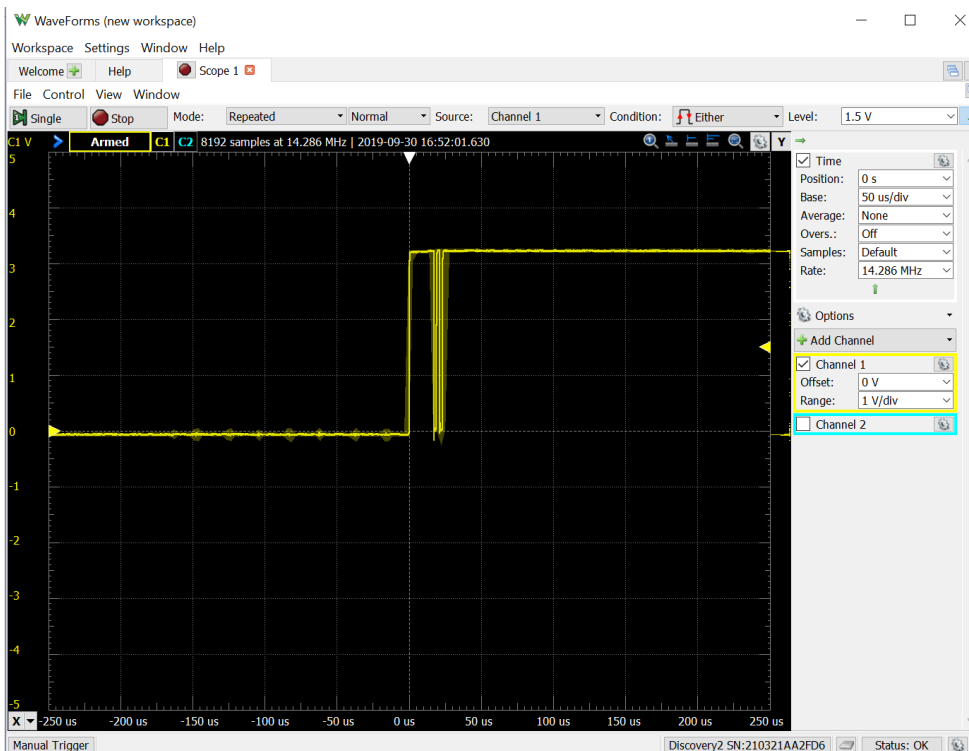 WaveForms (new workspace)
Workspace Settings Window Help
Welcome Help Scope 1
File Control View Window
Single Stop Mode: Repeated Normal Source: Channel 1 Condition: Either Level: 1.5 V
C1 V Armed C1 C2 8192 samples at 14.286 MHz | 2019-09-30 16:52:01.630 Y
Time
Position: 0 s
Base: 50 us/div
Average: None
Overs.: Off
Samples: Default
Rate: 14.286 MHz
Options
Add Channel
Channel 1
Offset: 0 V
Range: 1 V/div
Channel 2
5
4
3
2
1
0
-1
-2
-3
-4
-5
X -250 us -200 us -150 us -100 us -50 us 0 us 50 us 100 us 150 us 200 us 250 us
Manual Trigger Discovery2 SN:210321AA2FD6 Status: OK